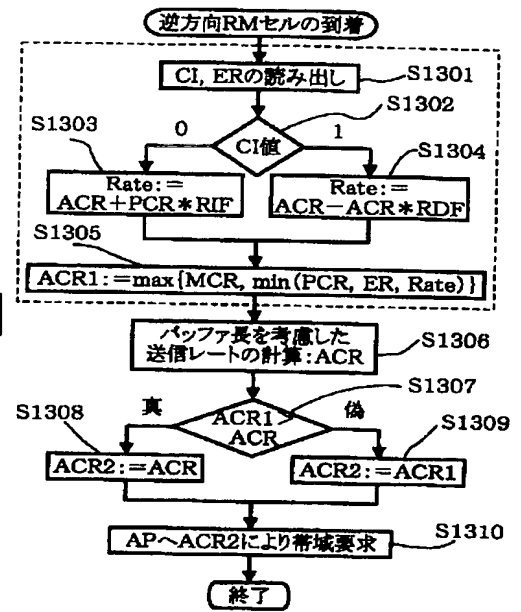 逆方向RMセルの到着
CI, ERの読み出し
S1301
S1302
CI値
0
1
S1303
S1304
Rate:=
ACR+PCR*RIF
Rate:=
ACR-ACR*RDF
S1305
ACR1:=max{MCR, min(PCR, ER, Rate)}
バッファ長を考慮した
送信レートの計算:ACR
S1306
S1307
ACR1
ACR
真
偽
S1308
S1309
ACR2:=ACR
ACR2:=ACR1
S1310
APへACR2により帯域要求
終了